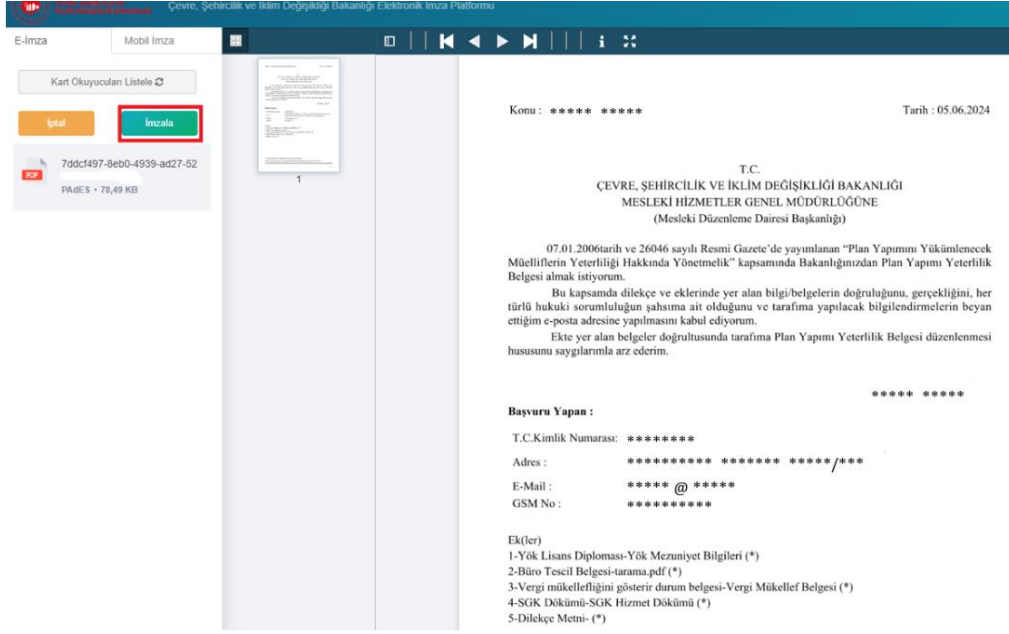 Çevre, Şehircilik ve İklim Değişikliği Bakanlığı Elektronik İmza Platformu
E-İmza
Mobil İmza
Kart Okuyucuları Listele
İptal
İmzala
PDF
7ddcf497-8eb0-4939-ad27-52
PAdES • 78,49 KB
1
Konu : ***** *****
Tarih : 05.06.2024
T.C.
ÇEVRE, ŞEHİRCİLİK VE İKLİM DEĞİŞİKLİĞİ BAKANLIĞI
MESLEKİ HİZMETLER GENEL MÜDÜRLÜĞÜNE
(Mesleki Düzenleme Dairesi Başkanlığı)
07.01.2006tarih ve 26046 sayılı Resmi Gazete'de yayımlanan “Plan Yapımını Yükümlenecek
Müelliflerin Yeterliliği Hakkında Yönetmelik” kapsamında Bakanlığınızdan Plan Yapımı Yeterlilik
Belgesi almak istiyorum.
Bu kapsamda dilekçe ve eklerinde yer alan bilgi/belgelerin doğruluğunu, gerçekliğini, her
türlü hukuki sorumluluğun şahsıma ait olduğunu ve tarafıma yapılacak bilgilendirmelerin beyan
ettiğim e-posta adresine yapılmasını kabul ediyorum.
Ekte yer alan belgeler doğrultusunda tarafıma Plan Yapımı Yeterlilik Belgesi düzenlenmesi
hususunu saygılarımla arz ederim.
***** *****
Başvuru Yapan :
T.C.Kimlik Numarası: ********
Adres : ********** ******* *****/***
E-Mail : ***** @ *****
GSM No : **********
Ek(ler)
1-Yök Lisans Diploması-Yök Mezuniyet Bilgileri (*)
2-Büro Tescil Belgesi-tarama.pdf (*)
3-Vergi mükellefliğini gösterir durum belgesi-Vergi Mükellef Belgesi (*)
4-SGK Dökümü-SGK Hizmet Dökümü (*)
5-Dilekçe Metni- (*)